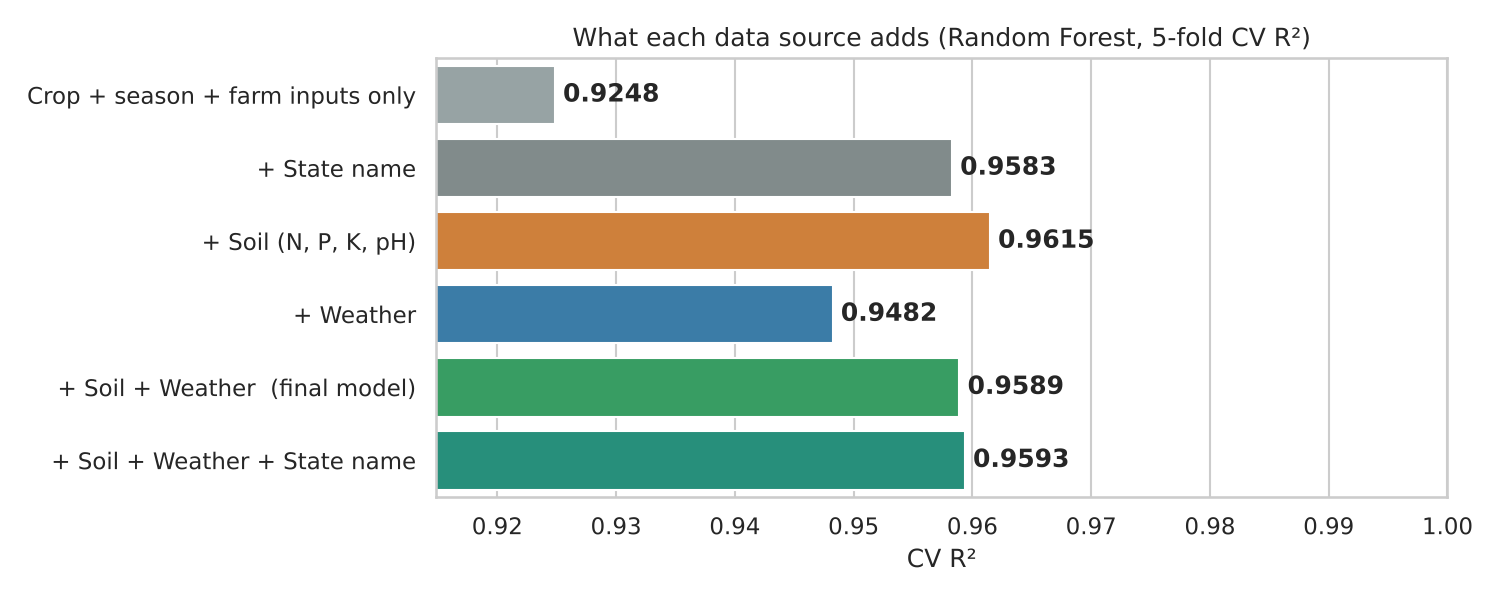 What each data source adds (Random Forest, 5-fold CV R²)
Crop + season + farm inputs only
0.9248
+ State name
0.9583
+ Soil (N, P, K, pH)
0.9615
+ Weather
0.9482
+ Soil + Weather  (final model)
0.9589
+ Soil + Weather + State name
0.9593
0.92 0.93 0.94 0.95 0.96 0.97 0.98 0.99 1.00
CV R²